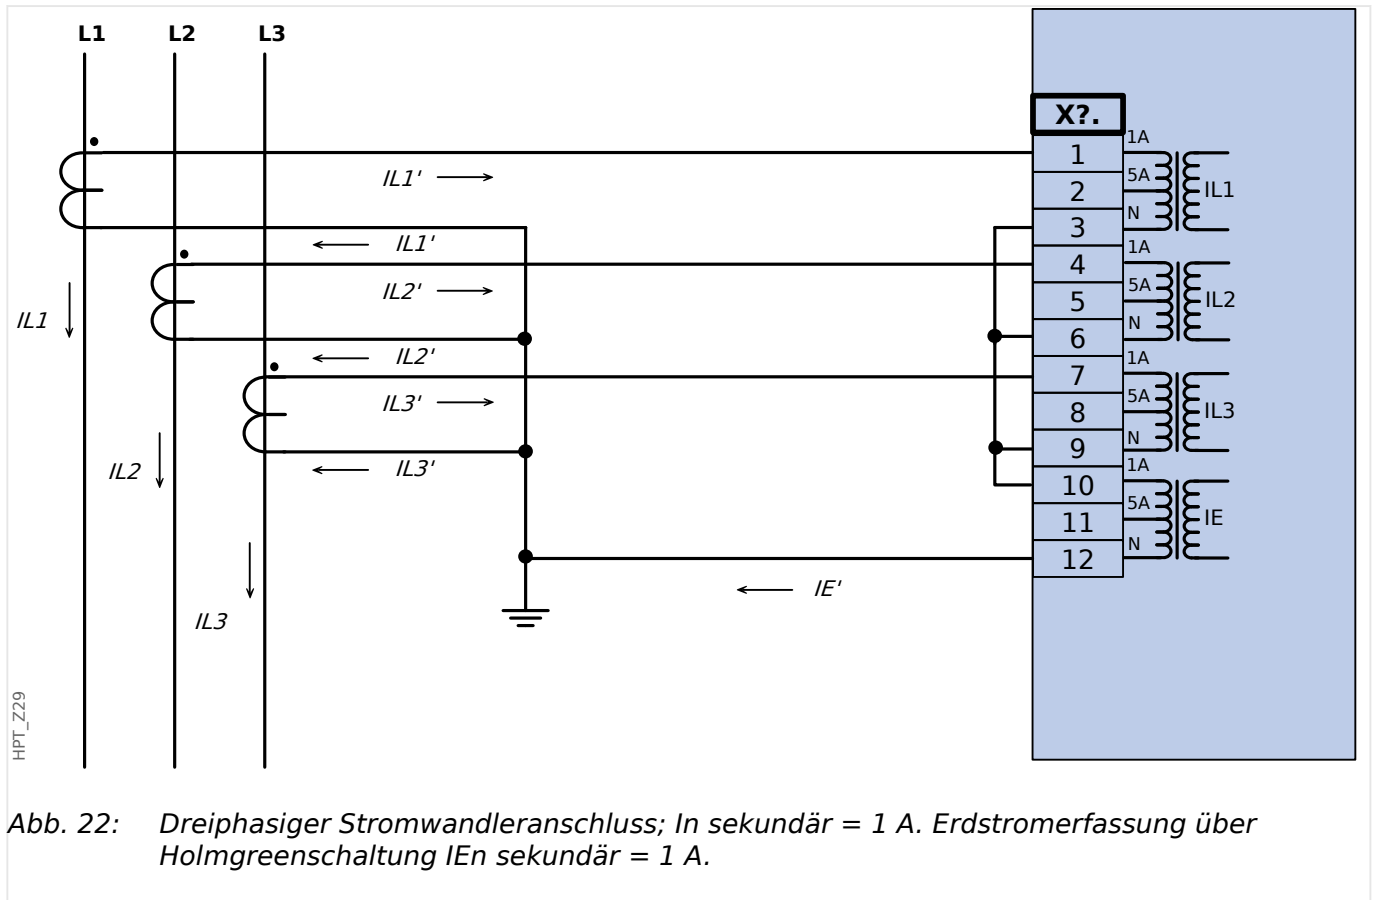 L1 L2 L3
X?.
1
2
3
4
5
6
7
8
9
10
11
12
1A
5A
N
IL1
1A
5A
N
IL2
1A
5A
N
IL3
1A
5A
N
IE
IL1'
IL1'
IL2'
IL2'
IL3'
IL3'
IE'
IL1
IL2
IL3
HPT_Z29
Abb. 22: Dreiphasiger Stromwandleranschluss; In sekundär = 1 A. Erdstromerfassung über
Holmgreenschaltung IEn sekundär = 1 A.